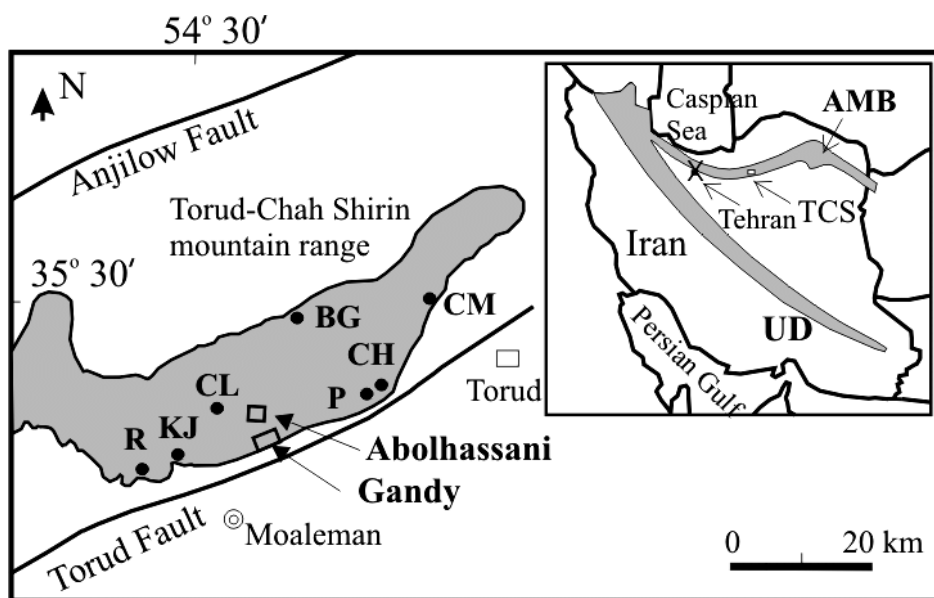 54° 30′
N
Anjilow Fault
Torud-Chah Shirin
mountain range
35° 30′
BG
CM
CH
CL
P
Torud
KJ
R
Abolhassani
Gandy
Torud Fault
Moaleman
0 20 km
Caspian
Sea
AMB
X
Tehran
TCS
Iran
UD
Persian Gulf